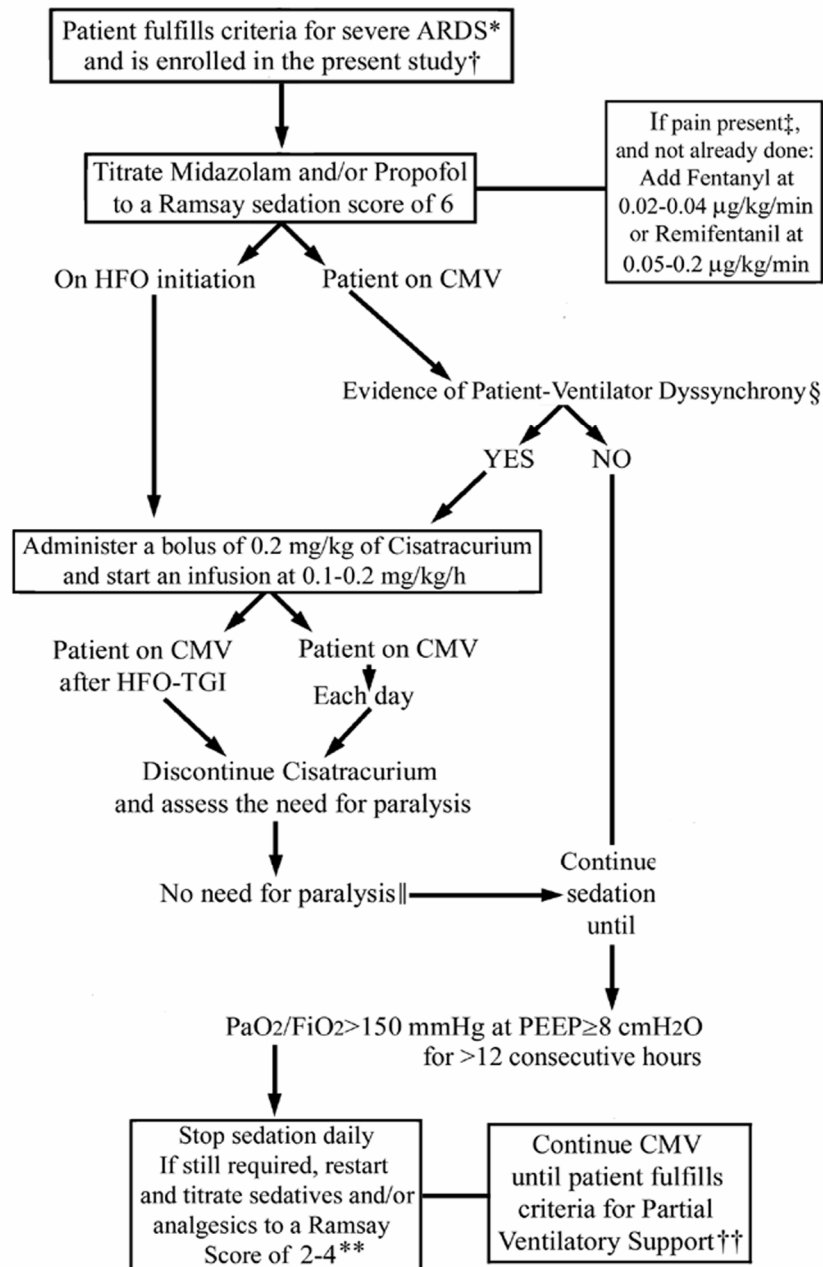 Patient fulfills criteria for severe ARDS*
and is enrolled in the present study†
If pain present‡,
and not already done:
Add Fentanyl at
0.02-0.04 µg/kg/min
or Remifentanil at
0.05-0.2 µg/kg/min
Titrate Midazolam and/or Propofol
to a Ramsay sedation score of 6
On HFO initiation
Patient on CMV
Evidence of Patient-Ventilator Dyssynchrony§
YES
NO
Administer a bolus of 0.2 mg/kg of Cisatracurium
and start an infusion at 0.1-0.2 mg/kg/h
Patient on CMV
after HFO-TGI
Patient on CMV
Each day
Discontinue Cisatracurium
and assess the need for paralysis
No need for paralysis‖
Continue
sedation
until
PaO2/FiO2>150 mmHg at PEEP≥8 cmH2O
for >12 consecutive hours
Stop sedation daily
If still required, restart
and titrate sedatives and/or
analgesics to a Ramsay
Score of 2-4**
Continue CMV
until patient fulfills
criteria for Partial
Ventilatory Support††